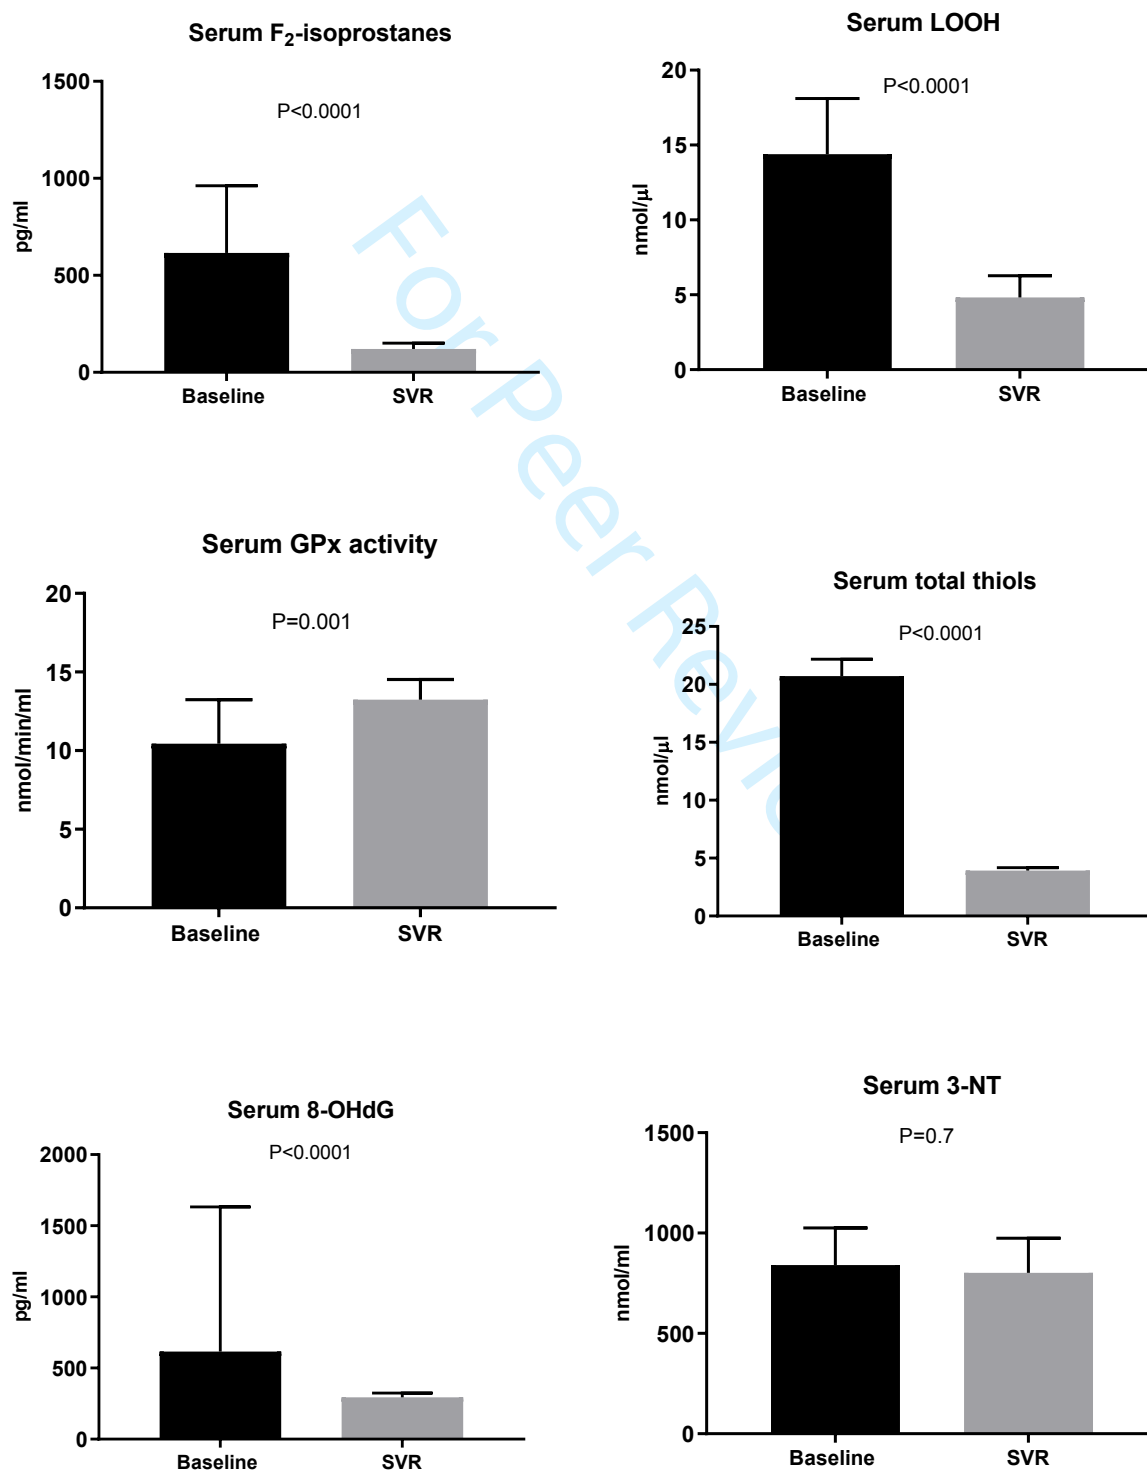 Serum F₂-isoprostanes
1500
1000
500
0
pg/ml
P<0.0001
Baseline SVR
Serum LOOH
20
15
10
5
0
nmol/µl
P<0.0001
Baseline SVR
Serum GPx activity
20
15
10
5
0
nmol/min/ml
P=0.001
Baseline SVR
Serum total thiols
25
20
15
10
5
0
nmol/µl
P<0.0001
Baseline SVR
Serum 8-OHdG
2000
1500
1000
500
0
pg/ml
P<0.0001
Baseline SVR
Serum 3-NT
1500
1000
500
0
nmol/ml
P=0.7
Baseline SVR
For Peer Revie